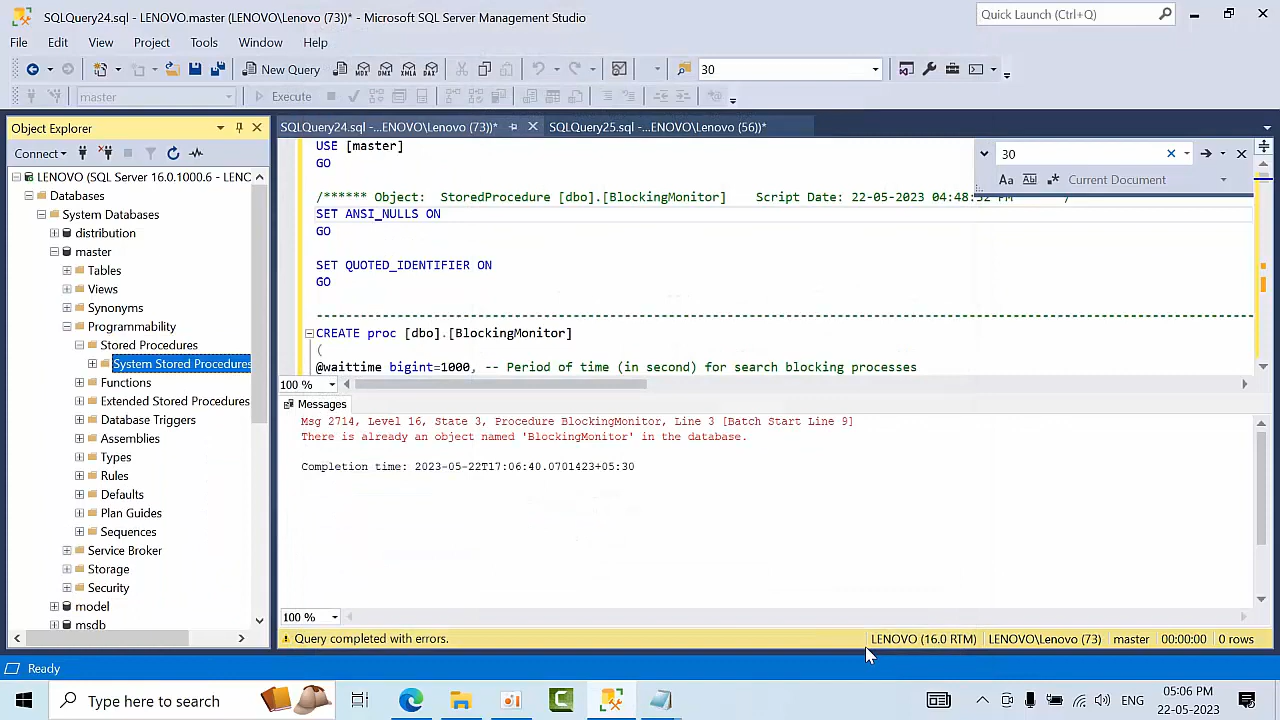 SQLQuery24.sql - LENOVO.master (LENOVO\Lenovo (73))* - Microsoft SQL Server Management Studio
Quick Launch (Ctrl+Q)
File Edit View Project Tools Window Help
New Query
30
master
Execute
Object Explorer
SQLQuery24.sql -...ENOVO\Lenovo (73))*
SQLQuery25.sql -...ENOVO\Lenovo (56))*
Connect
LENOVO (SQL Server 16.0.1000.6 - LENC
Databases
System Databases
distribution
master
Tables
Views
Synonyms
Programmability
Stored Procedures
System Stored Procedures
Functions
Extended Stored Procedures
Database Triggers
Assemblies
Types
Rules
Defaults
Plan Guides
Sequences
Service Broker
Storage
Security
model
msdb
30
Aa Current Document
USE [master]
GO
/****** Object: StoredProcedure [dbo].[BlockingMonitor] Script Date: 22-05-2023 04:48: PM /
SET ANSI_NULLS ON
GO
SET QUOTED_IDENTIFIER ON
GO
CREATE proc [dbo].[BlockingMonitor]
(
@waittime bigint=1000, -- Period of time (in second) for search blocking processes
100 %
Messages
Msg 2714, Level 16, State 3, Procedure BlockingMonitor, Line 3 [Batch Start Line 9]
There is already an object named 'BlockingMonitor' in the database.
Completion time: 2023-05-22T17:06:40.0701423+05:30
100 %
Query completed with errors.
LENOVO (16.0 RTM) LENOVO\Lenovo (73) master 00:00:00 0 rows
Ready
Type here to search
ENG
05:06 PM
22-05-2023